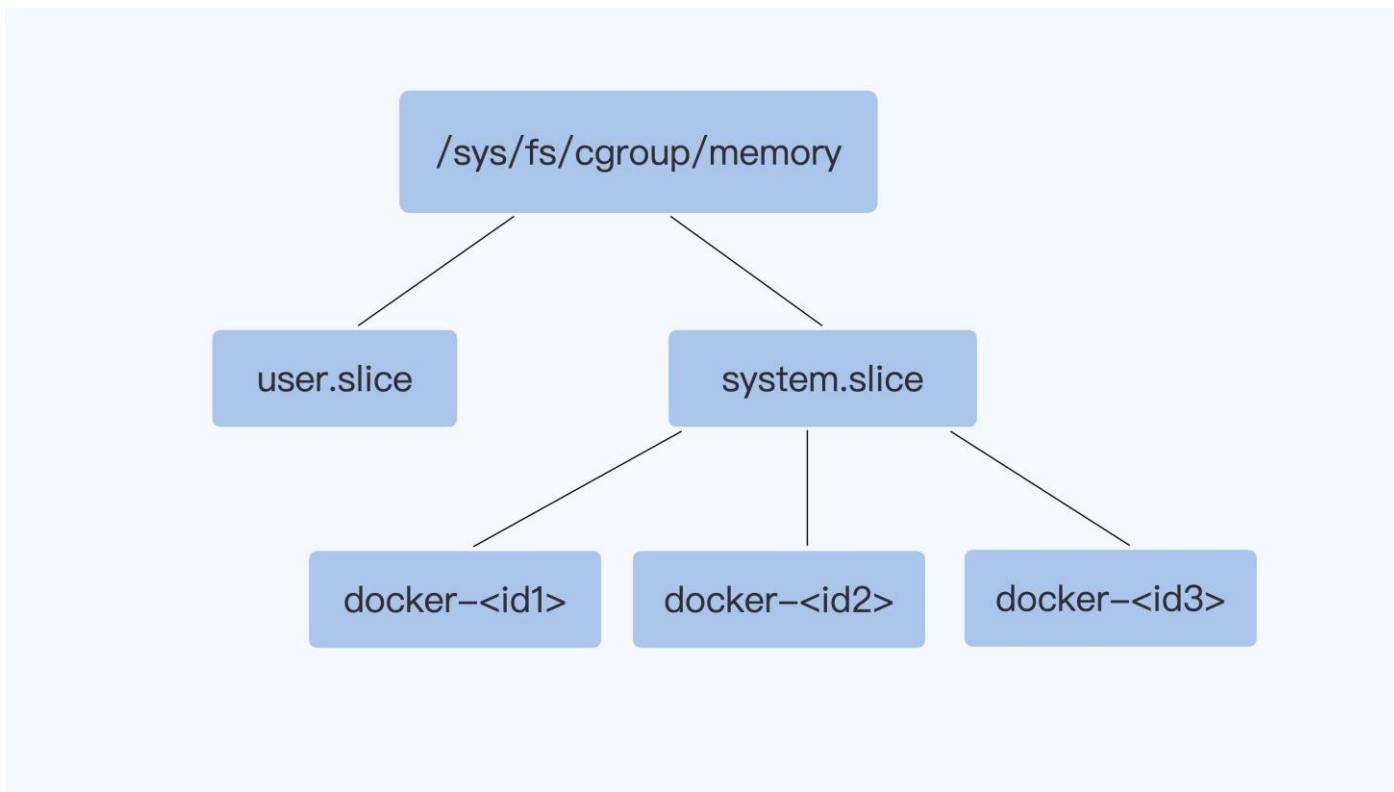 /sys/fs/cgroup/memory
user.slice
system.slice
docker–<id1>
docker–<id2>
docker–<id3>